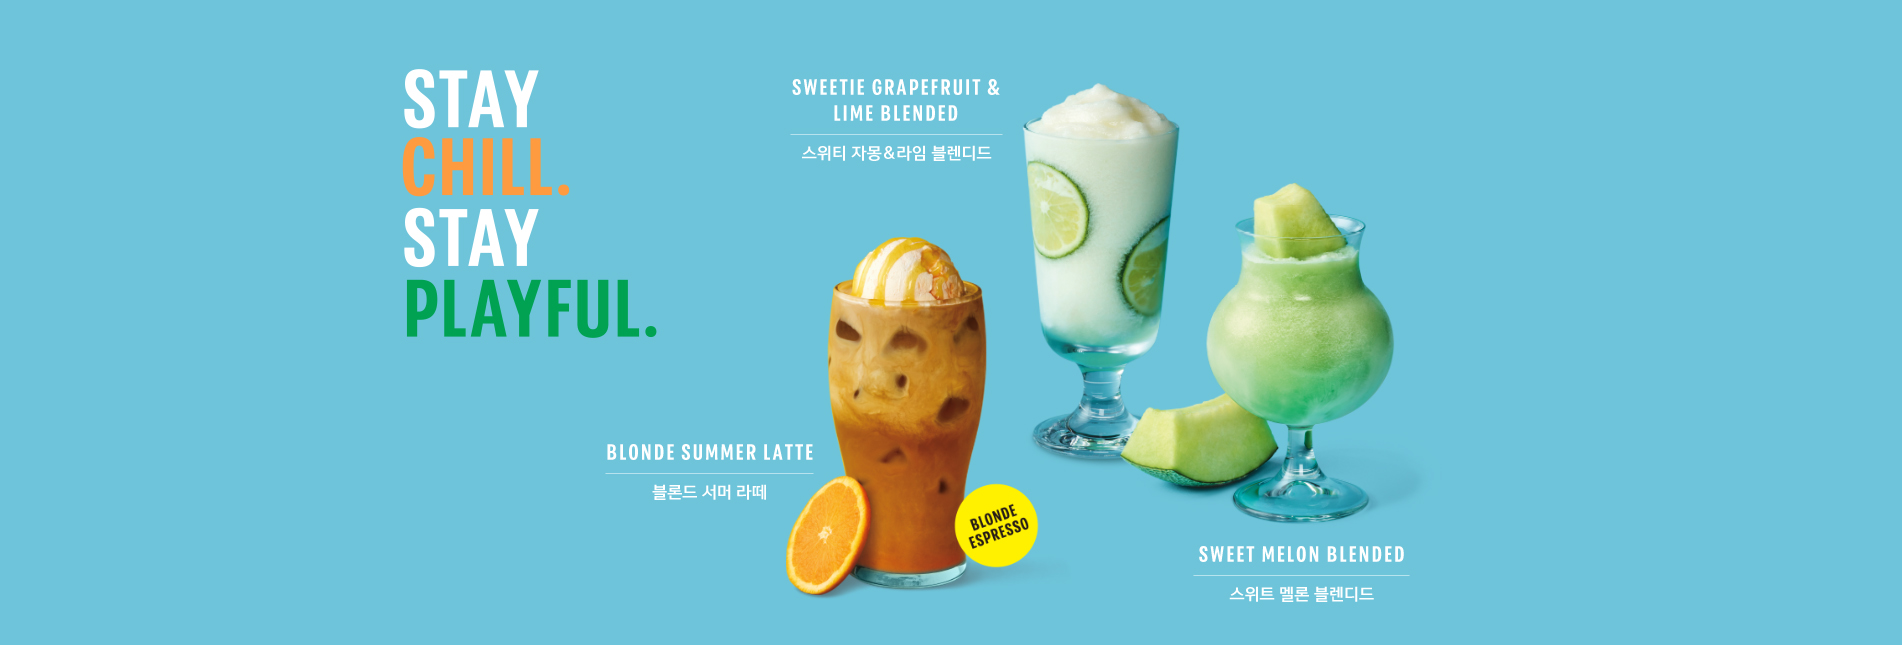 STAY
CHILL.
STAY
PLAYFUL.
SWEETIE GRAPEFRUIT &
LIME BLENDED
스위티 자몽&라임 블렌디드
BLONDE SUMMER LATTE
블론드 서머 라떼
BLONDE
ESPRESSO
SWEET MELON BLENDED
스위트 멜론 블렌디드